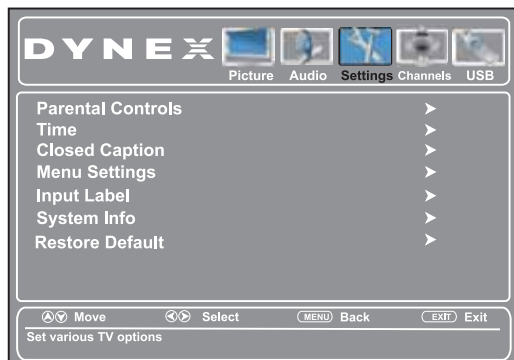 DYNEX
Picture Audio Settings Channels USB
Parental Controls
Time
Closed Caption
Menu Settings
Input Label
System Info
Restore Default
Move Select MENU Back EXIT Exit
Set various TV options